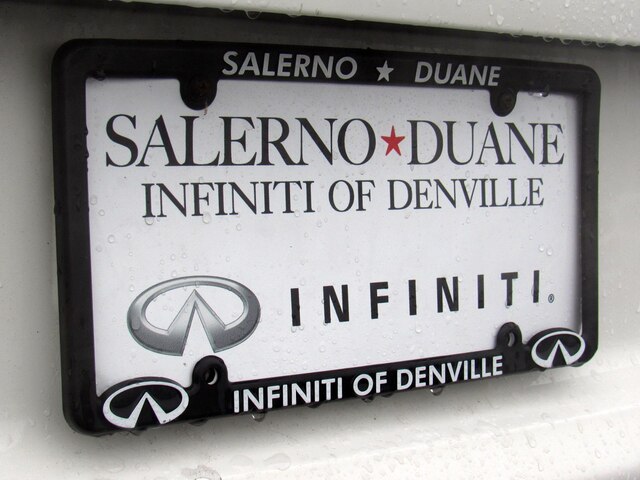 SALERNO ★ DUANE
SALERNO★DUANE
INFINITI OF DENVILLE
INFINITI®
INFINITI OF DENVILLE